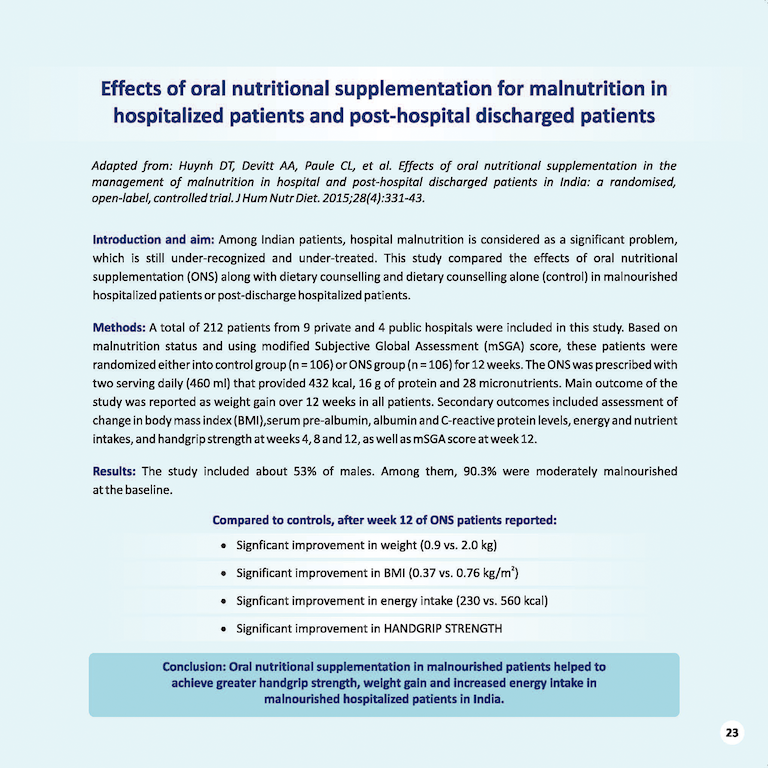 Effects of oral nutritional supplementation for malnutrition in
hospitalized patients and post-hospital discharged patients
Adapted from: Huynh DT, Devitt AA, Paule CL, et al. Effects of oral nutritional supplementation in the
management of malnutrition in hospital and post-hospital discharged patients in India: a randomised,
open-label, controlled trial. J Hum Nutr Diet. 2015;28(4):331-43.
Introduction and aim: Among Indian patients, hospital malnutrition is considered as a significant problem,
which is still under-recognized and under-treated. This study compared the effects of oral nutritional
supplementation (ONS) along with dietary counselling and dietary counselling alone (control) in malnourished
hospitalized patients or post-discharge hospitalized patients.
Methods: A total of 212 patients from 9 private and 4 public hospitals were included in this study. Based on
malnutrition status and using modified Subjective Global Assessment (mSGA) score, these patients were
randomized either into control group (n = 106) or ONS group (n = 106) for 12 weeks. The ONS was prescribed with
two serving daily (460 ml) that provided 432 kcal, 16 g of protein and 28 micronutrients. Main outcome of the
study was reported as weight gain over 12 weeks in all patients. Secondary outcomes included assessment of
change in body mass index (BMI),serum pre-albumin, albumin and C-reactive protein levels, energy and nutrient
intakes, and handgrip strength at weeks 4, 8 and 12, as well as mSGA score at week 12.
Results: The study included about 53% of males. Among them, 90.3% were moderately malnourished
at the baseline.
Compared to controls, after week 12 of ONS patients reported:
• Signficant improvement in weight (0.9 vs. 2.0 kg)
• Significant improvement in BMI (0.37 vs. 0.76 kg/m²)
• Signficant improvement in energy intake (230 vs. 560 kcal)
• Significant improvement in HANDGRIP STRENGTH
Conclusion: Oral nutritional supplementation in malnourished patients helped to
achieve greater handgrip strength, weight gain and increased energy intake in
malnourished hospitalized patients in India.
23